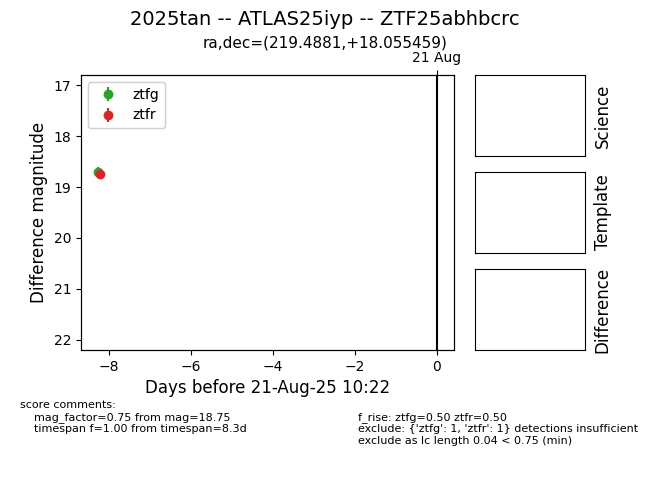 2025tan -- ATLAS25iyp -- ZTF25abhbcrc
ra,dec=(219.4881,+18.055459)
21 Aug
ztfg
ztfr
17
18
19
20
21
22
Difference magnitude
−8
−6
−4
−2
0
Days before 21-Aug-25 10:22
Science
Template
Difference
score comments:
mag_factor=0.75 from mag=18.75
timespan f=1.00 from timespan=8.3d
f_rise: ztfg=0.50 ztfr=0.50
exclude: {'ztfg': 1, 'ztfr': 1} detections insufficient
exclude as lc length 0.04 < 0.75 (min)